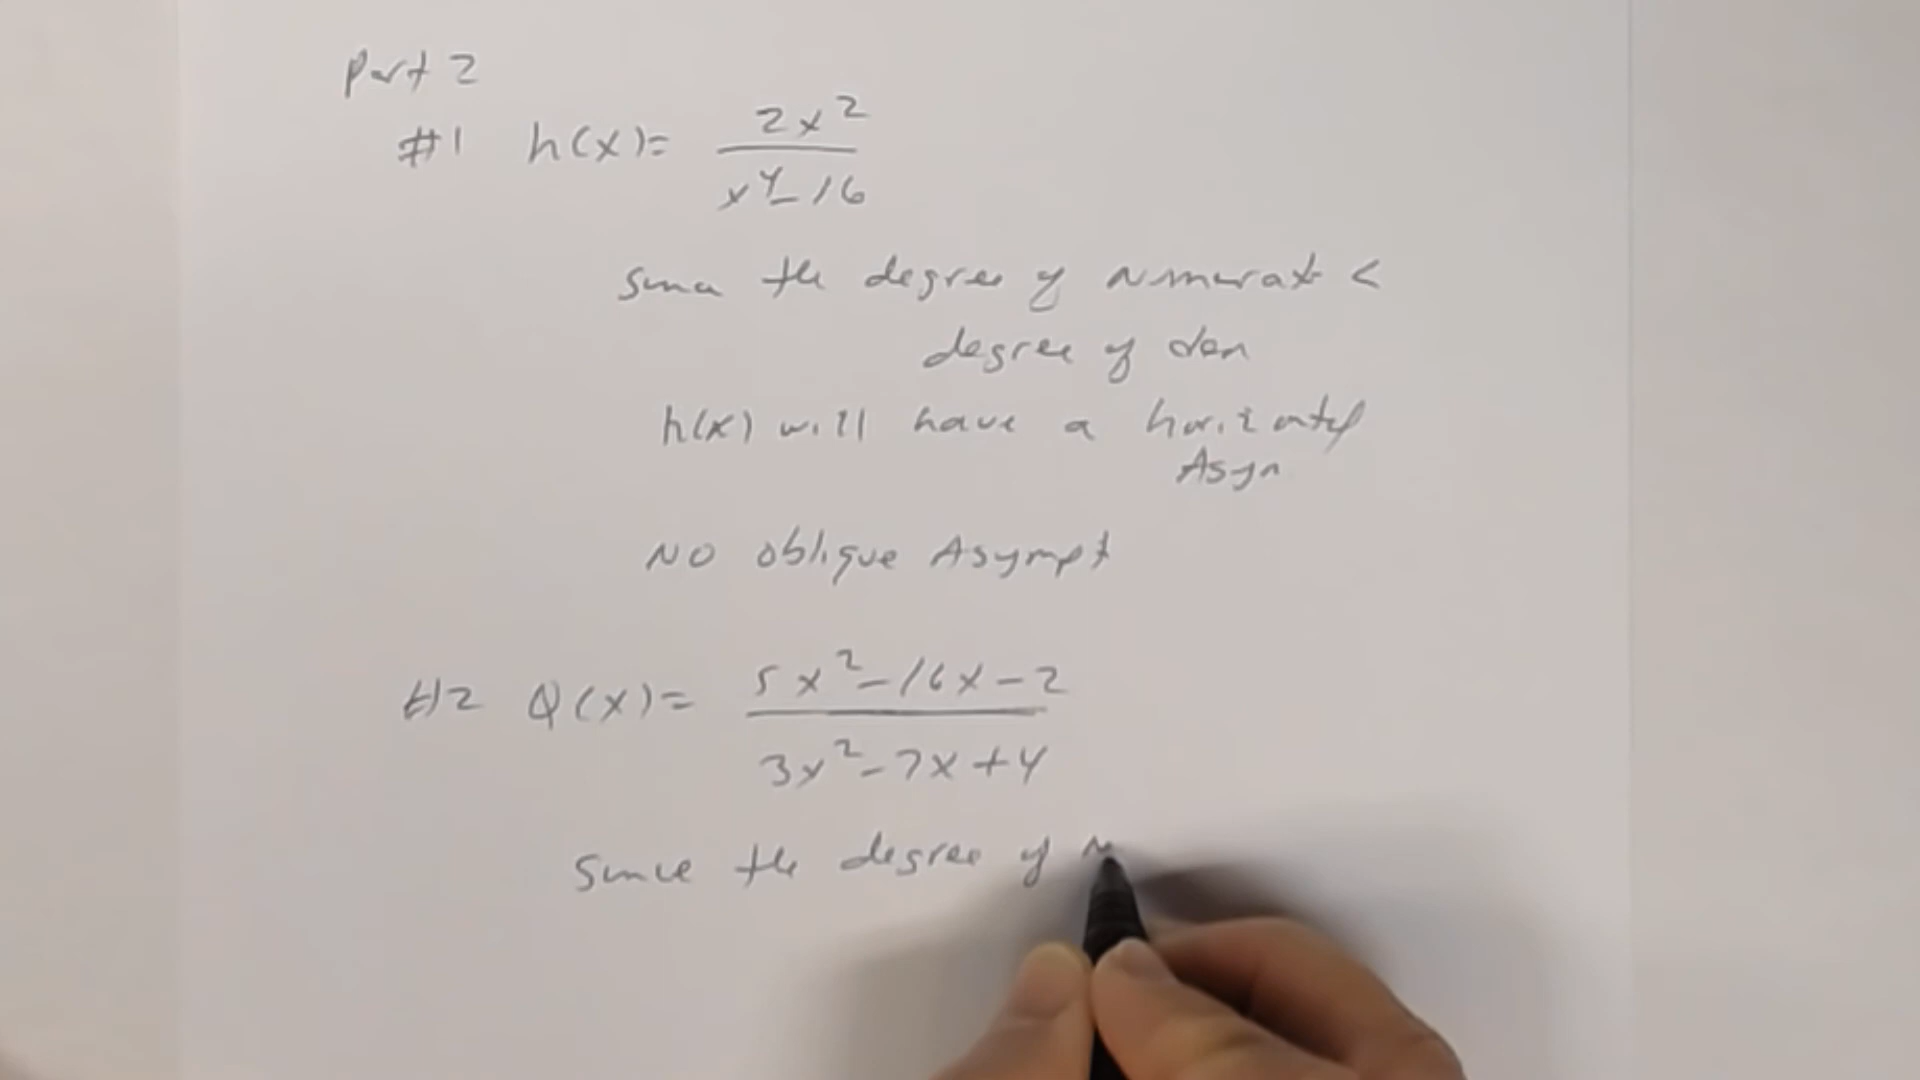 Part 2
#1 h(x)= 2x²
x⁴-16
Since the degree of Numerat <
degree of den
h(x) will have a horizontal
Asym
NO oblique Asympt
#2 Q(x)= 5x²-16x-2
3x²-7x+4
Since the degree of N